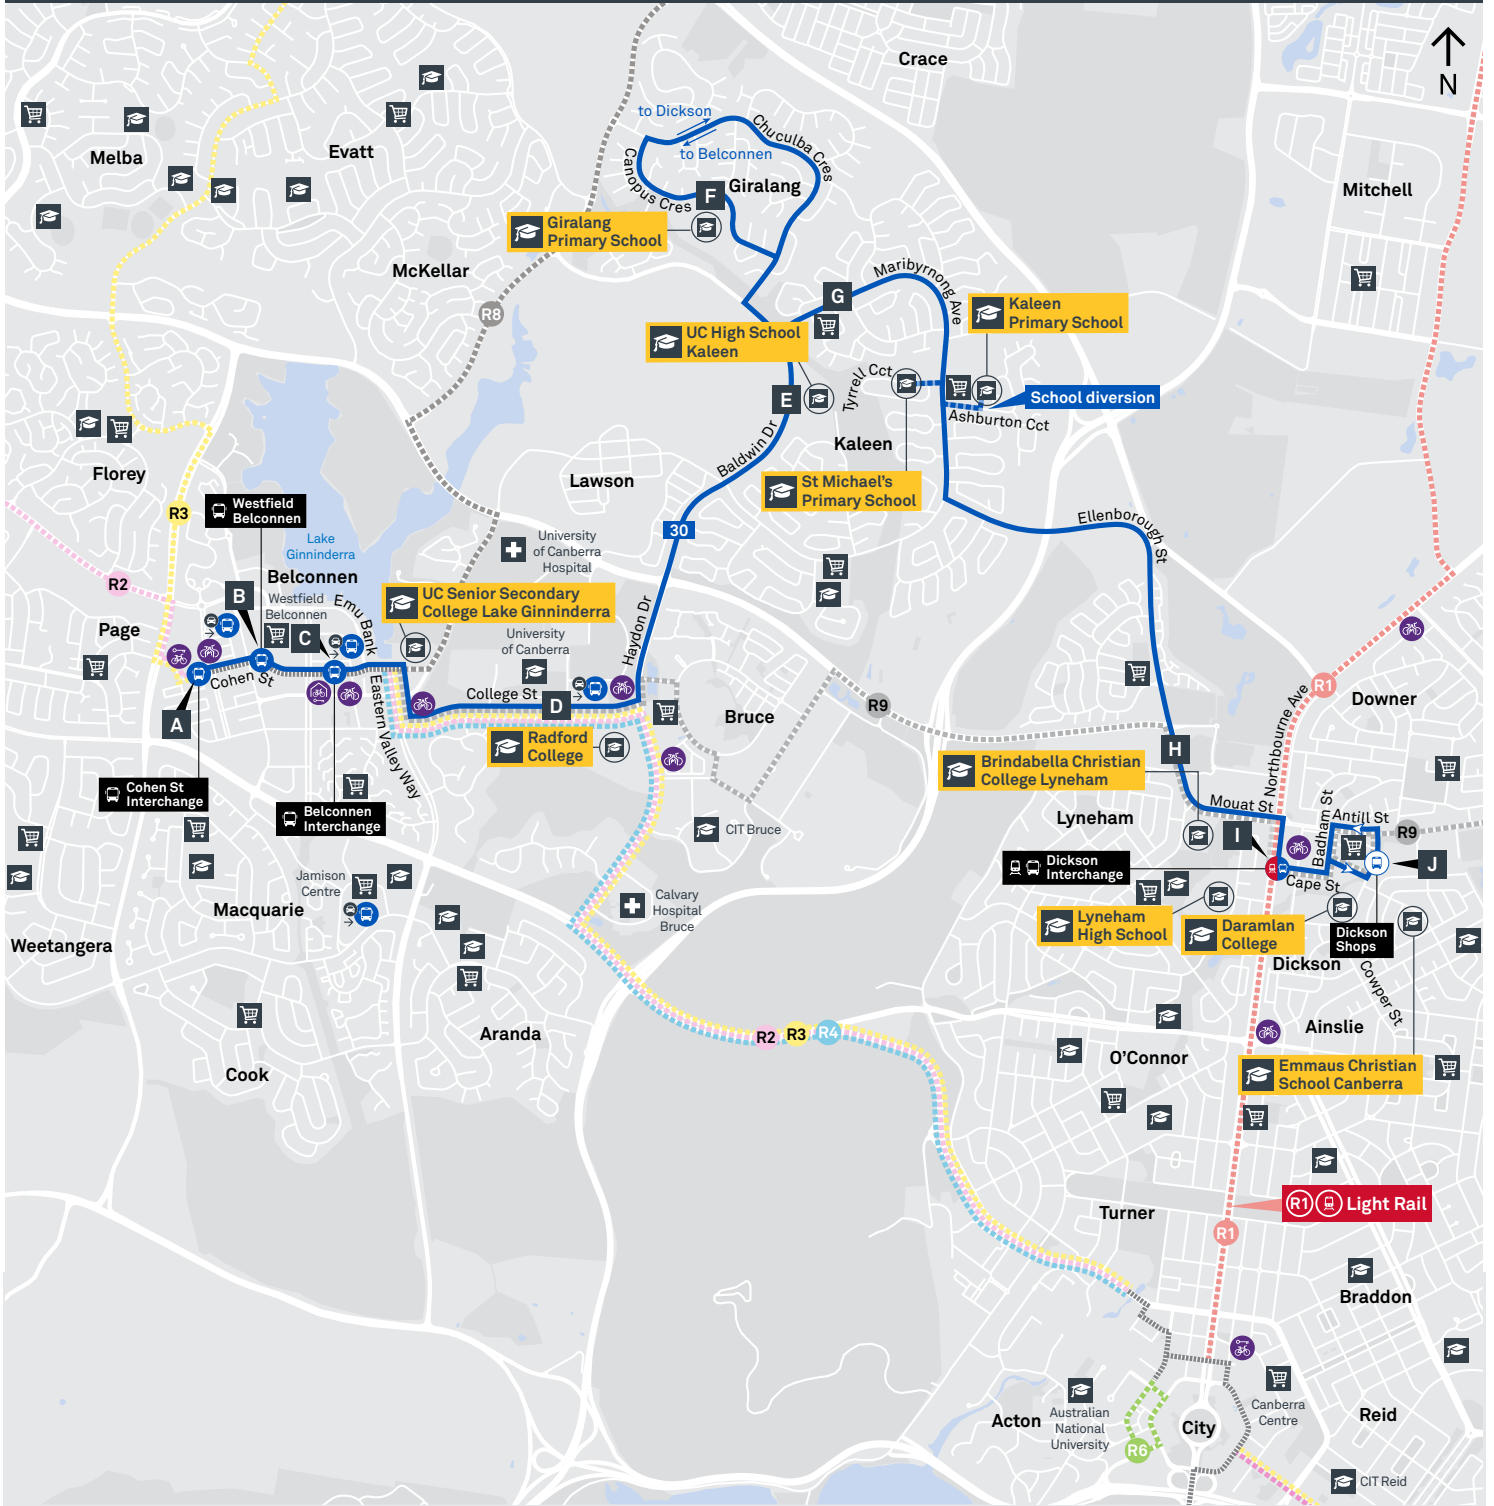 Crace
N
Melba
Evatt
to Dickson
to Belconnen
Chuculba Cres
Canopus Cres
F
Giralang
Mitchell
Giralang
Primary School
McKellar
R8
Maribyrnong Ave
G
Kaleen
Primary School
UC High School
Kaleen
E
Tyrrell Cct
School diversion
Ashburton Cct
Kaleen
Baldwin Dr
Florey
Lawson
St Michael's
Primary School
R3
Westfield
Belconnen
30
Ellenborough St
Lake
Ginninderra
University
of Canberra
Hospital
R2
Belconnen
B
Westfield
Belconnen
C
Emu Bank
UC Senior Secondary
College Lake Ginninderra
Haydon Dr
Page
University
of Canberra
Cohen St
A
Eastern Valley Way
College St
D
Bruce
R9
R1
Downer
Northbourne Ave
Radford
College
H
Brindabella Christian
College Lyneham
Cohen St
Interchange
Belconnen
Interchange
CIT Bruce
Lyneham
Mouat St
I
Badham St
Antill St
R9
Dickson
Interchange
J
Cape St
Jamison
Centre
Macquarie
Calvary
Hospital
Bruce
Weetangera
Lyneham
High School
Daramlan
College
Dickson
Shops
Dickson
Cowper St
Aranda
R2
R3
R4
Ainslie
O'Connor
Cook
Emmaus Christian
School Canberra
R1
Light Rail
Turner
R1
Braddon
Acton
Australian
National
University
R6
City
Canberra
Centre
Reid
CIT Reid